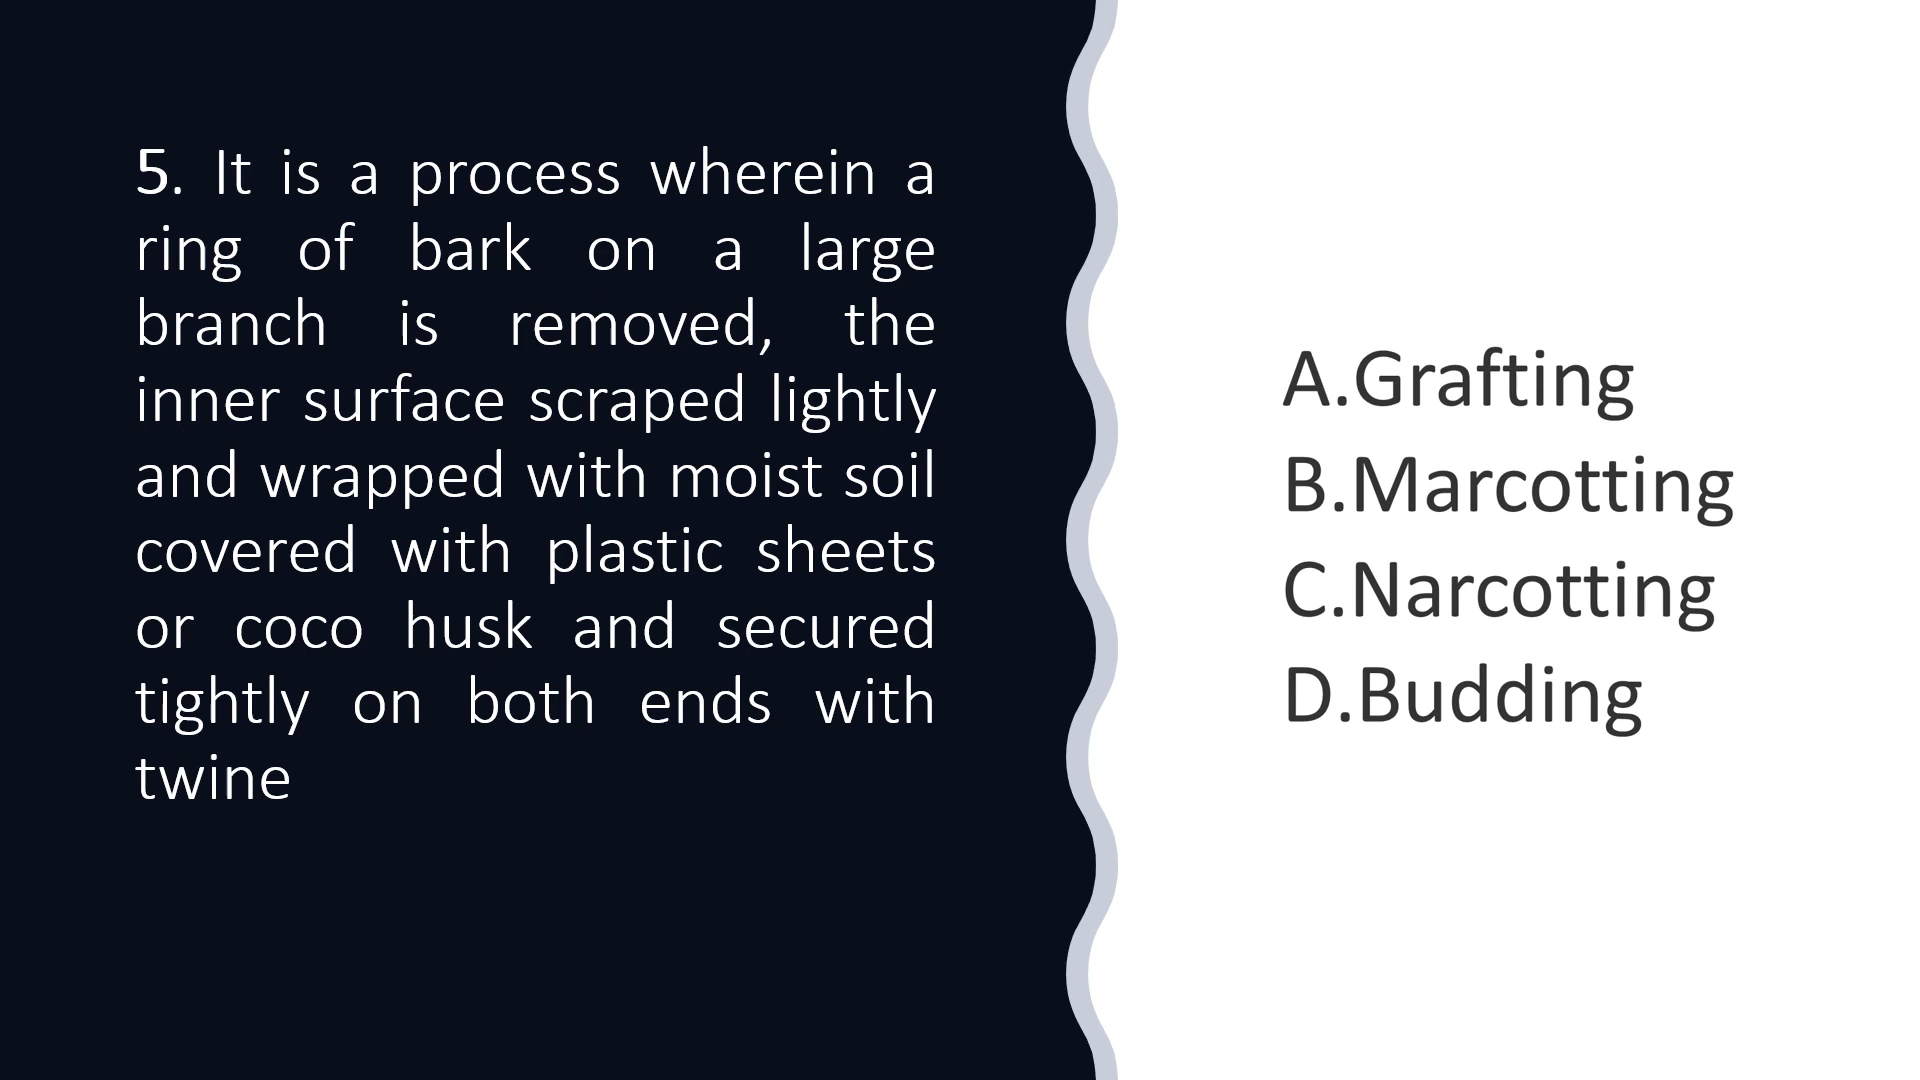 5. It is a process wherein a
ring of bark on a large
branch is removed, the
inner surface scraped lightly
and wrapped with moist soil
covered with plastic sheets
or coco husk and secured
tightly on both ends with
twine
A.Grafting
B.Marcotting
C.Narcotting
D.Budding